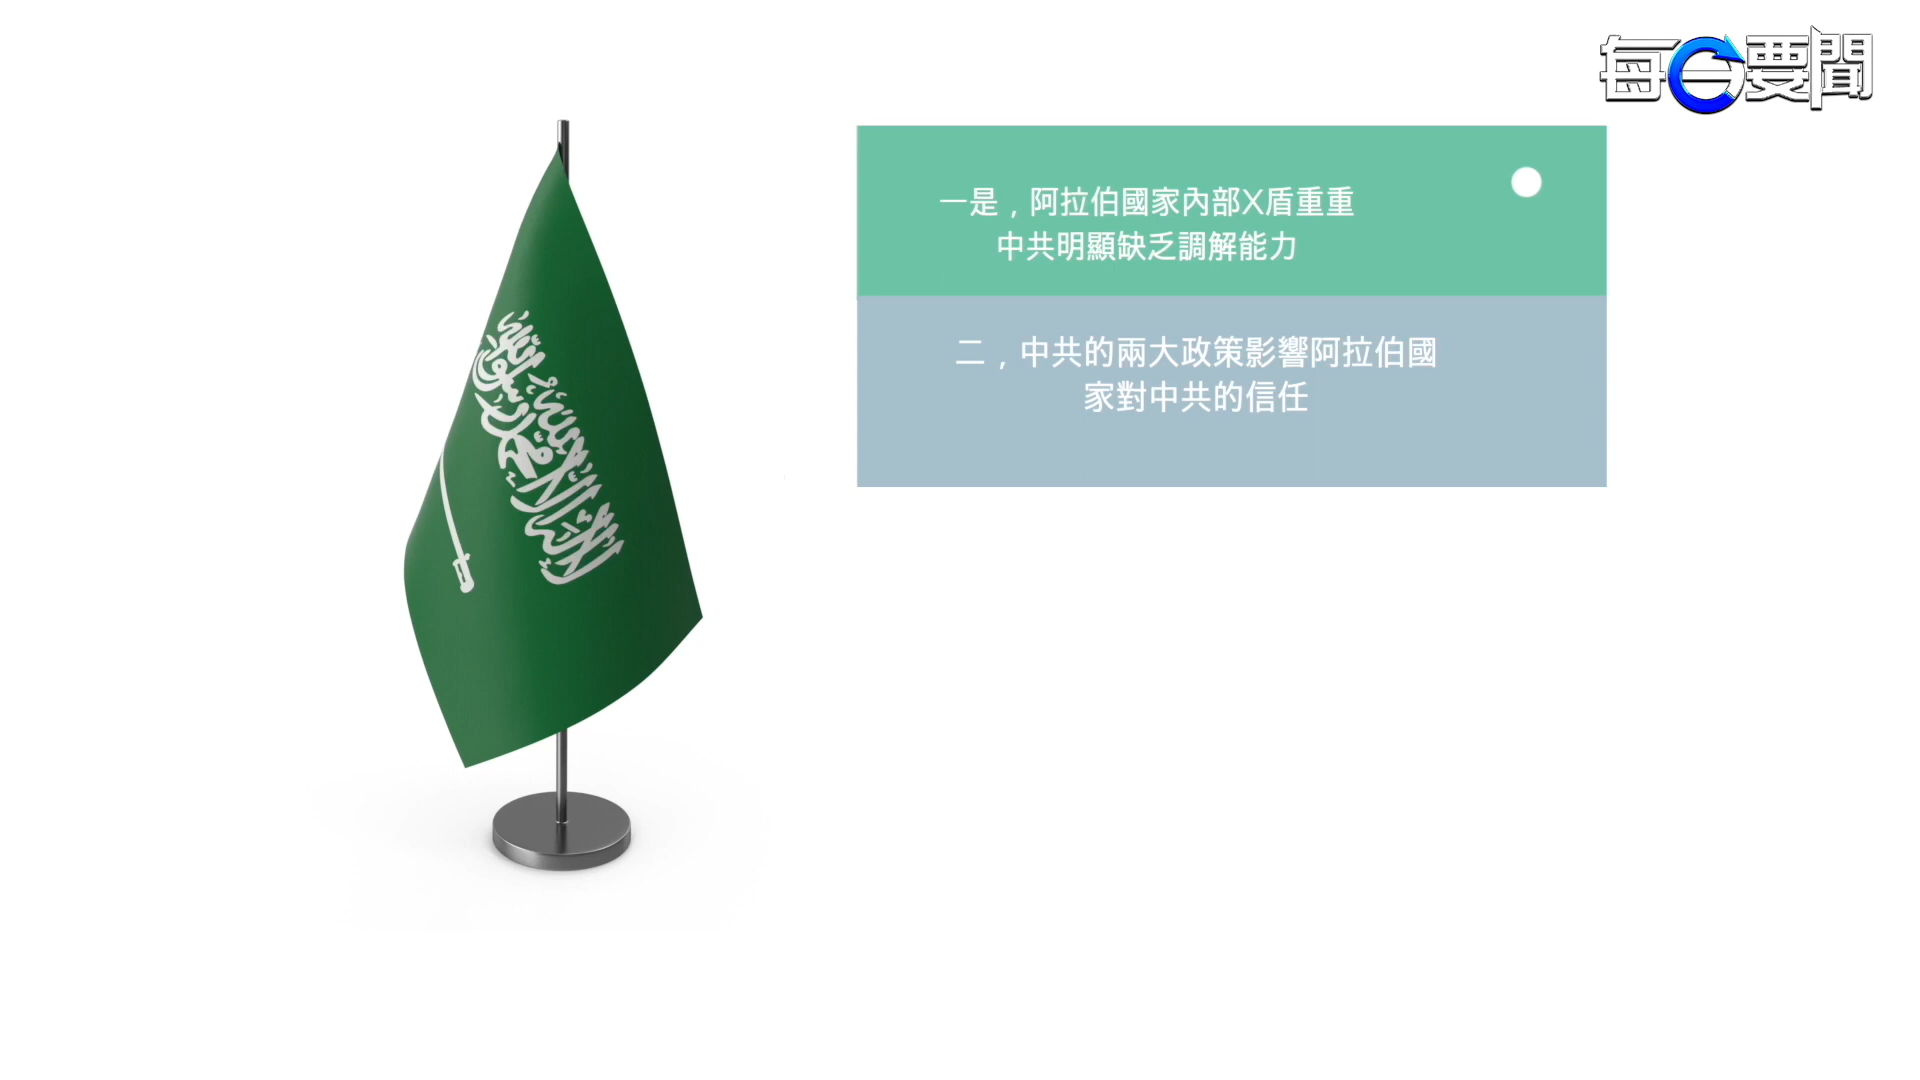 每日要聞
一是，阿拉伯國家內部X盾重重
中共明顯缺乏調解能力
二，中共的兩大政策影響阿拉伯國
家對中共的信任